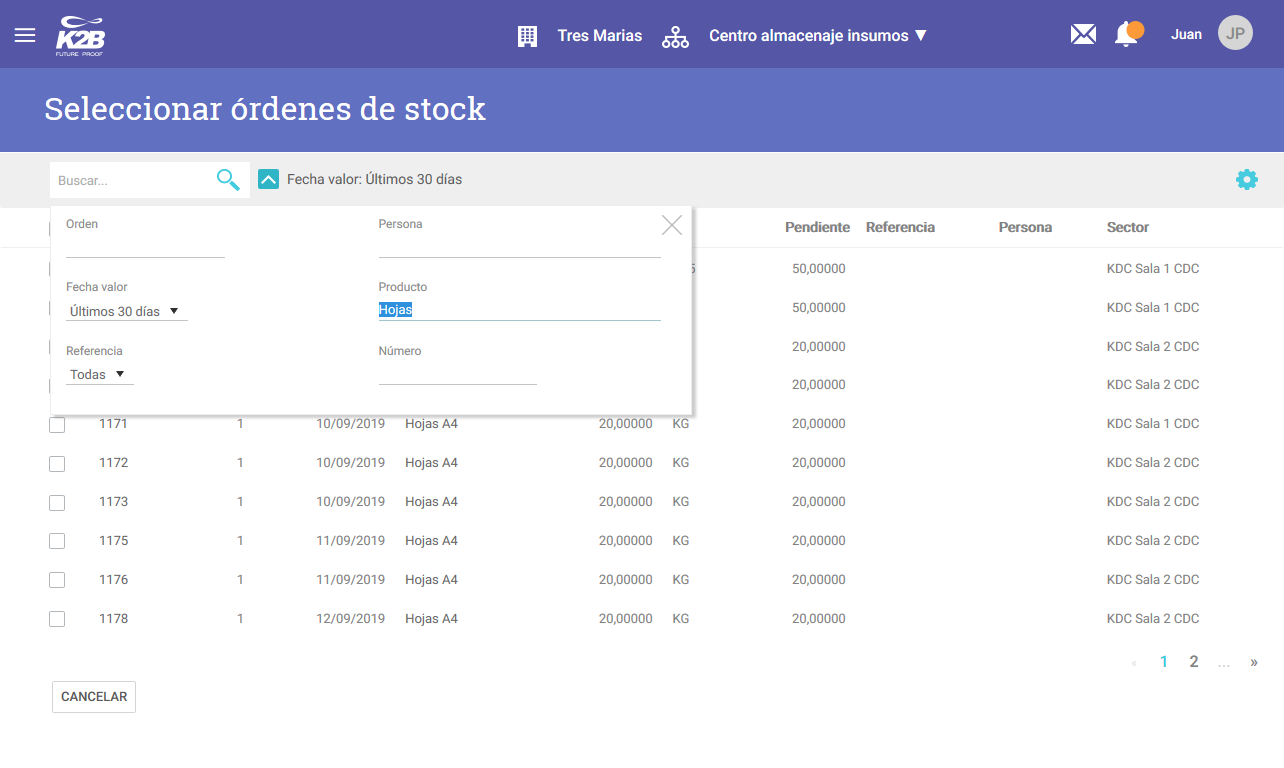 K2B
FUTURE PROOF
Tres Marias
Centro almacenaje insumos ▼
Juan
JP
Seleccionar órdenes de stock
Buscar...
Fecha valor: Últimos 30 días
Orden
Persona
Fecha valor
Últimos 30 días
Producto
Hojas
Referencia
Todas
Número
Pendiente Referencia Persona Sector
50,00000 KDC Sala 1 CDC
50,00000 KDC Sala 1 CDC
20,00000 KDC Sala 2 CDC
20,00000 KDC Sala 2 CDC
1171 1 10/09/2019 Hojas A4 20,00000 KG 20,00000 KDC Sala 1 CDC
1172 1 10/09/2019 Hojas A4 20,00000 KG 20,00000 KDC Sala 2 CDC
1173 1 10/09/2019 Hojas A4 20,00000 KG 20,00000 KDC Sala 2 CDC
1175 1 11/09/2019 Hojas A4 20,00000 KG 20,00000 KDC Sala 2 CDC
1176 1 11/09/2019 Hojas A4 20,00000 KG 20,00000 KDC Sala 2 CDC
1178 1 12/09/2019 Hojas A4 20,00000 KG 20,00000 KDC Sala 2 CDC
« 1 2 ... »
CANCELAR